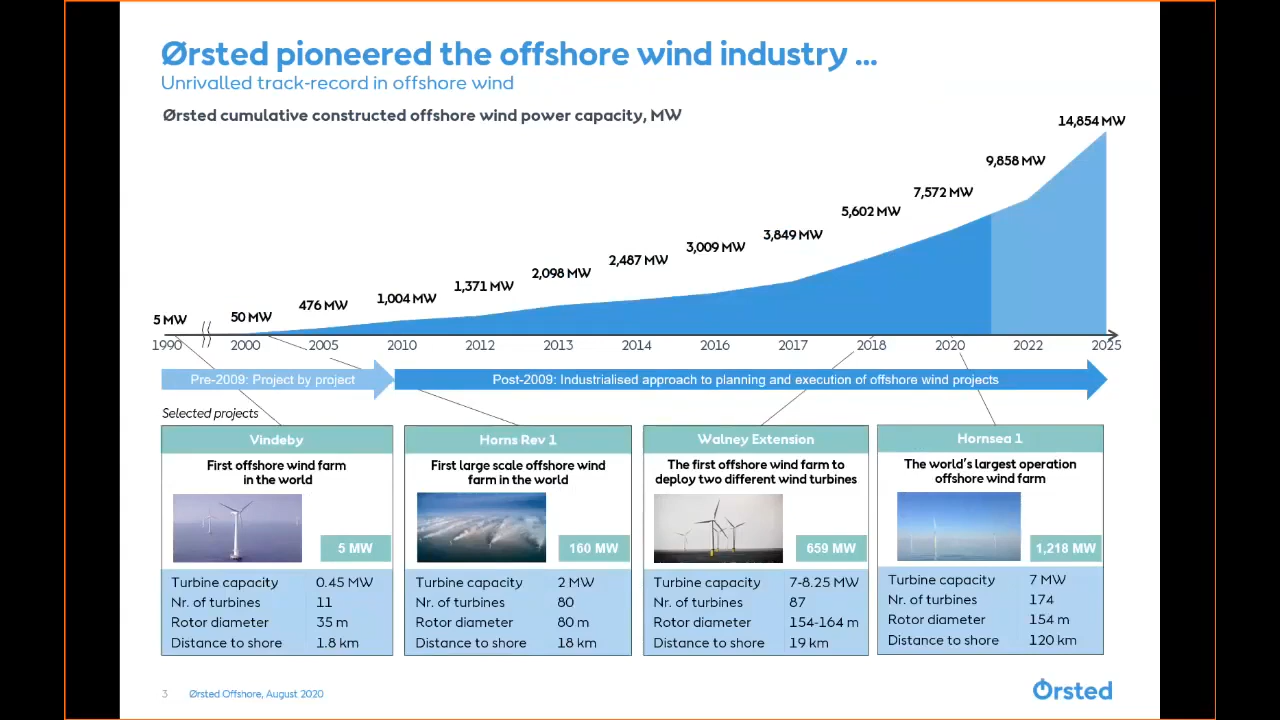 Ørsted pioneered the offshore wind industry ...
Unrivalled track-record in offshore wind
Ørsted cumulative constructed offshore wind power capacity, MW
5 MW
50 MW
476 MW
1,004 MW
1,371 MW
2,098 MW
2,487 MW
3,009 MW
3,849 MW
5,602 MW
7,572 MW
9,858 MW
14,854 MW
1990 2000 2005 2010 2012 2013 2014 2016 2017 2018 2020 2022 2025
Pre-2009: Project by project
Post-2009: Industrialised approach to planning and execution of offshore wind projects
Selected projects
Vindeby
First offshore wind farm
in the world
5 MW
Turbine capacity 0.45 MW
Nr. of turbines 11
Rotor diameter 35 m
Distance to shore 1.8 km
Horns Rev 1
First large scale offshore wind
farm in the world
160 MW
Turbine capacity 2 MW
Nr. of turbines 80
Rotor diameter 80 m
Distance to shore 18 km
Walney Extension
The first offshore wind farm to
deploy two different wind turbines
659 MW
Turbine capacity 7-8.25 MW
Nr. of turbines 87
Rotor diameter 154-164 m
Distance to shore 19 km
Hornsea 1
The world's largest operation
offshore wind farm
1,218 MW
Turbine capacity 7 MW
Nr. of turbines 174
Rotor diameter 154 m
Distance to shore 120 km
3 Ørsted Offshore, August 2020
Ørsted